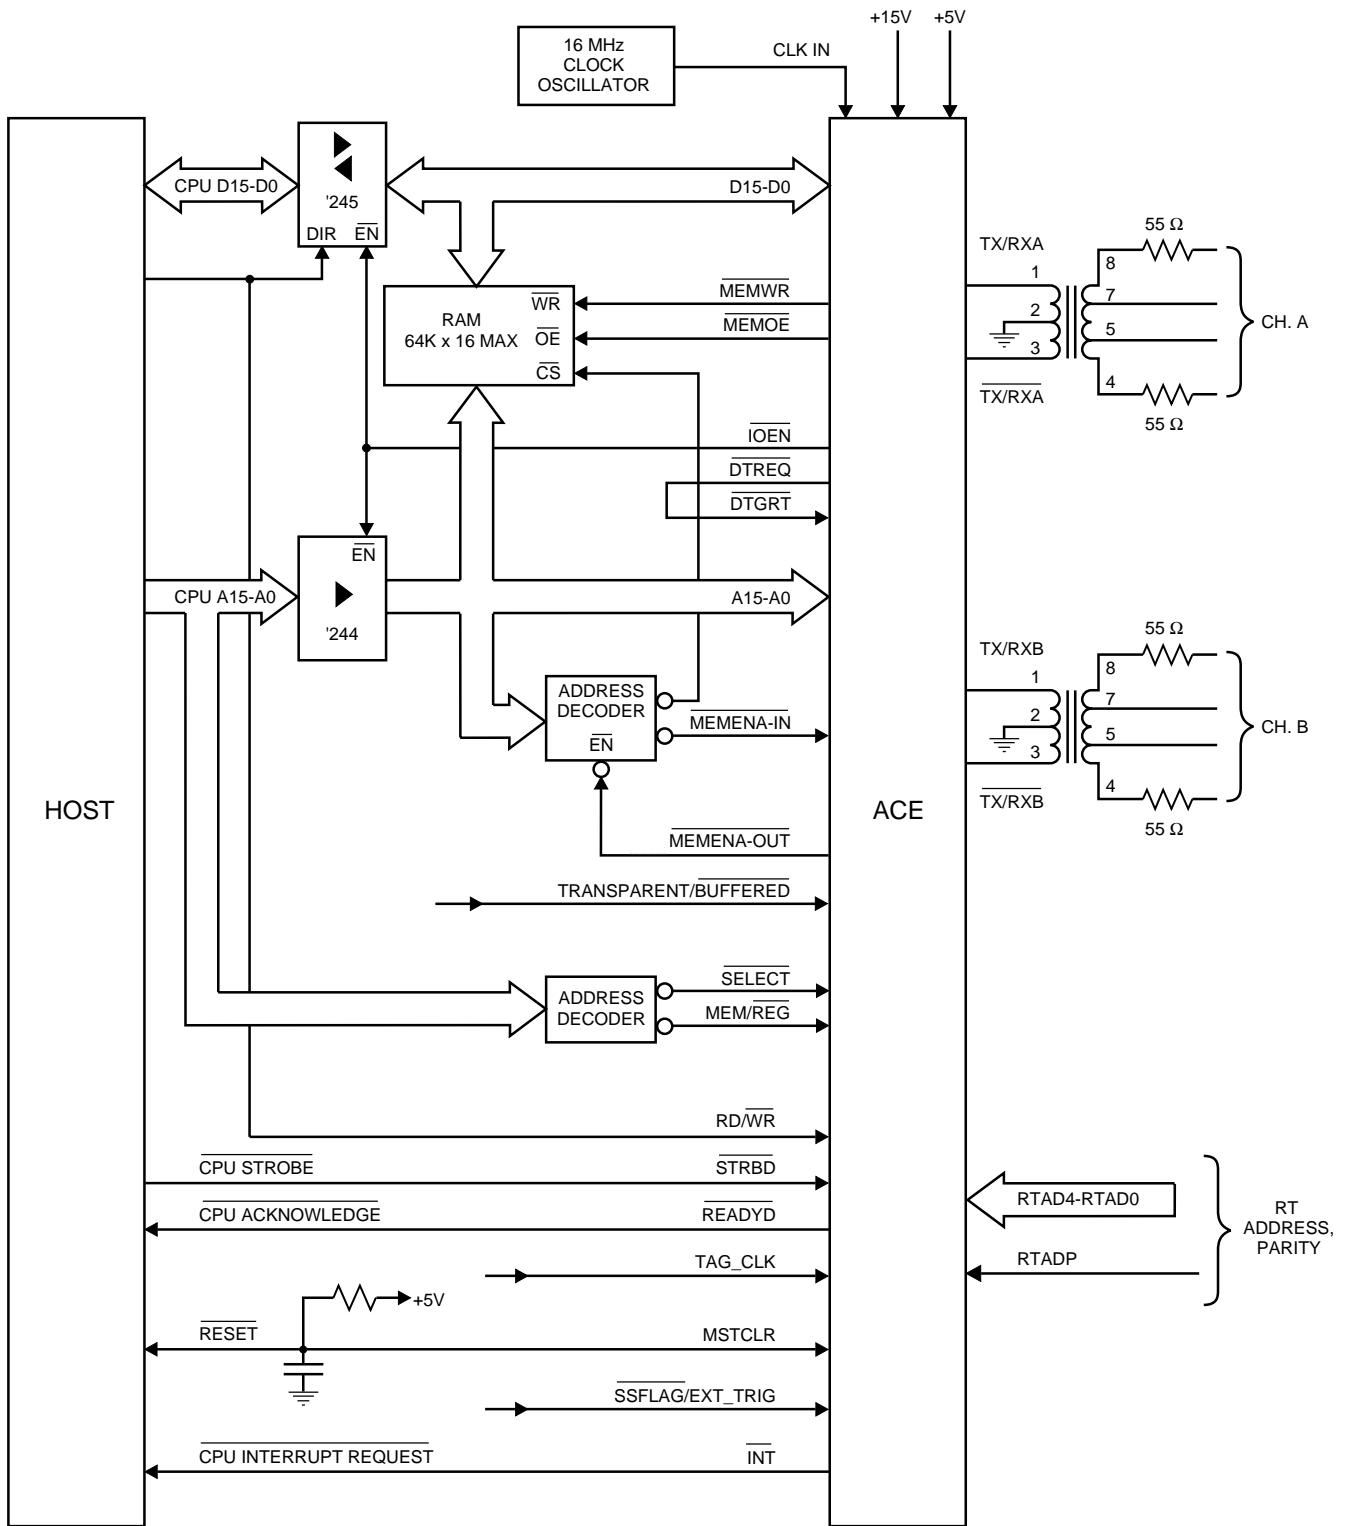 +15V
+5V
16 MHz
CLOCK
OSCILLATOR
CLK IN
CPU D15-D0
'245
DIR
EN
D15-D0
RAM
64K x 16 MAX
WR
OE
CS
MEMWR
MEMOE
IOEN
DTREQ
DTGRT
CPU A15-A0
EN
'244
A15-A0
ADDRESS
DECODER
EN
MEMENA-IN
MEMENA-OUT
HOST
ACE
TRANSPARENT/BUFFERED
ADDRESS
DECODER
SELECT
MEM/REG
RD/WR
CPU STROBE
STRBD
CPU ACKNOWLEDGE
READYD
TAG_CLK
+5V
RESET
MSTCLR
SSFLAG/EXT_TRIG
CPU INTERRUPT REQUEST
INT
TX/RXA
1
2
3
TX/RXA
8
7
5
4
55 Ω
55 Ω
CH. A
TX/RXB
1
2
3
TX/RXB
8
7
5
4
55 Ω
55 Ω
CH. B
RTAD4-RTAD0
RTADP
RT
ADDRESS,
PARITY